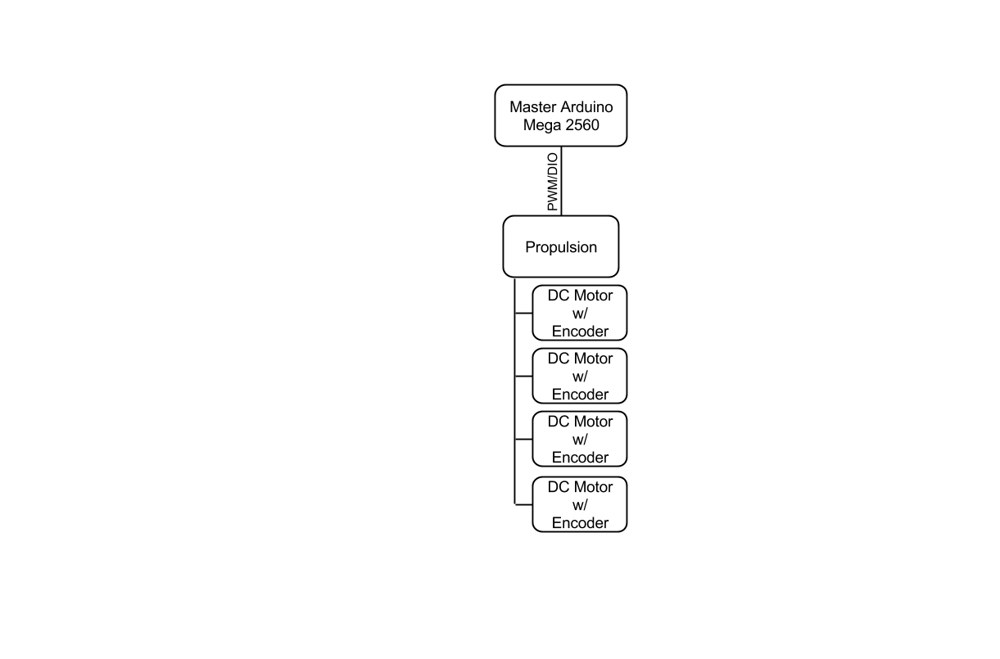 Master Arduino
Mega 2560
PWM/DIO
Propulsion
DC Motor
w/
Encoder
DC Motor
w/
Encoder
DC Motor
w/
Encoder
DC Motor
w/
Encoder